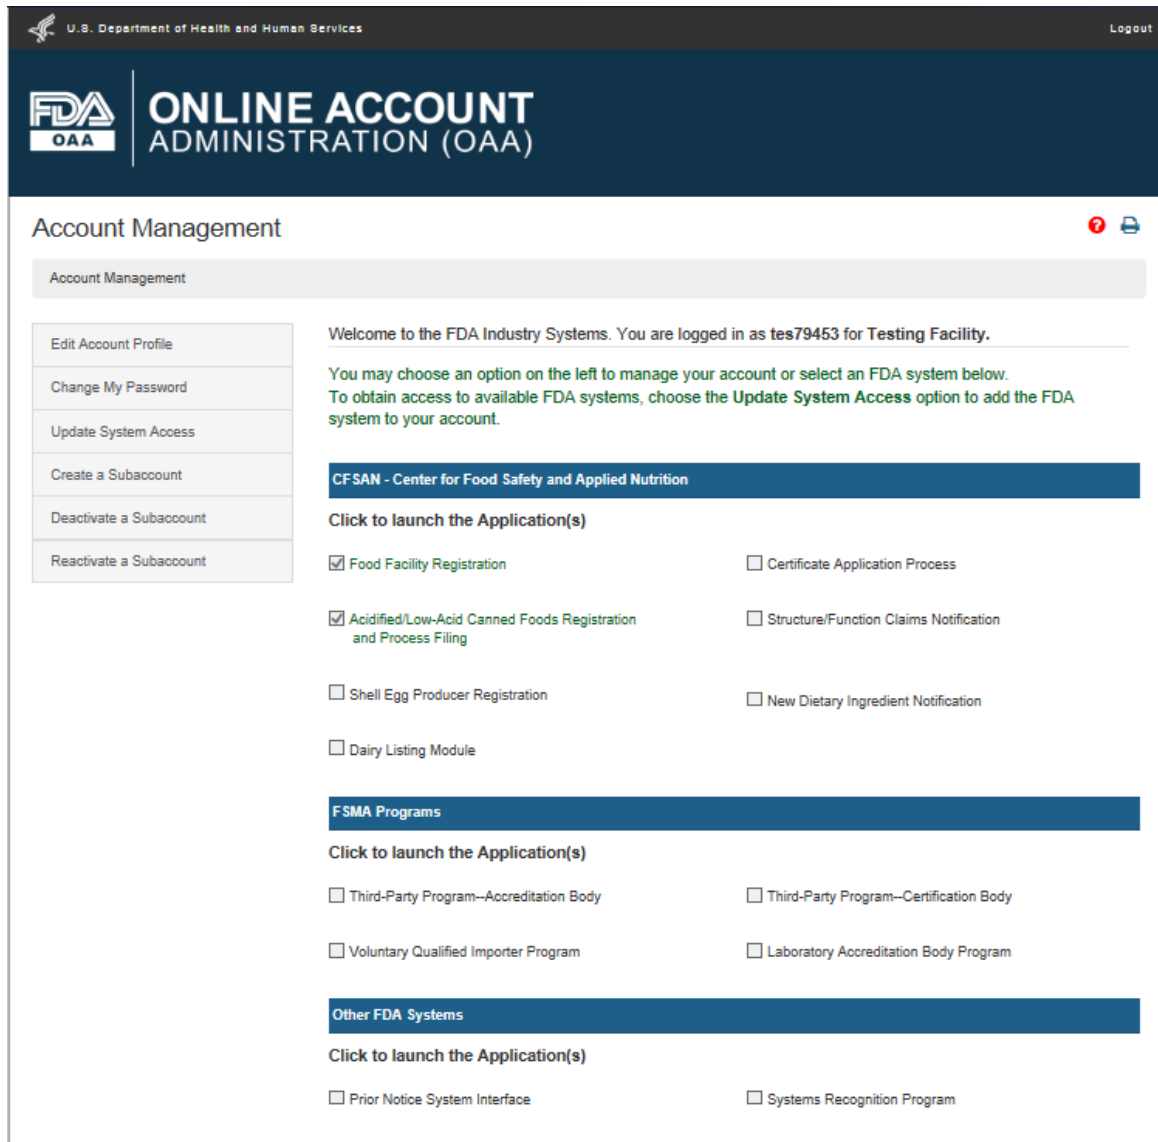 U.S. Department of Health and Human Services
Logout
FDA
OAA
ONLINE ACCOUNT
ADMINISTRATION (OAA)
Account Management
?
Account Management
Edit Account Profile
Change My Password
Update System Access
Create a Subaccount
Deactivate a Subaccount
Reactivate a Subaccount
Welcome to the FDA Industry Systems. You are logged in as tes79453 for Testing Facility.
You may choose an option on the left to manage your account or select an FDA system below.
To obtain access to available FDA systems, choose the Update System Access option to add the FDA
system to your account.
CFSAN - Center for Food Safety and Applied Nutrition
Click to launch the Application(s)
Food Facility Registration
Certificate Application Process
Acidified/Low-Acid Canned Foods Registration
and Process Filing
Structure/Function Claims Notification
Shell Egg Producer Registration
New Dietary Ingredient Notification
Dairy Listing Module
FSMA Programs
Click to launch the Application(s)
Third-Party Program--Accreditation Body
Third-Party Program--Certification Body
Voluntary Qualified Importer Program
Laboratory Accreditation Body Program
Other FDA Systems
Click to launch the Application(s)
Prior Notice System Interface
Systems Recognition Program